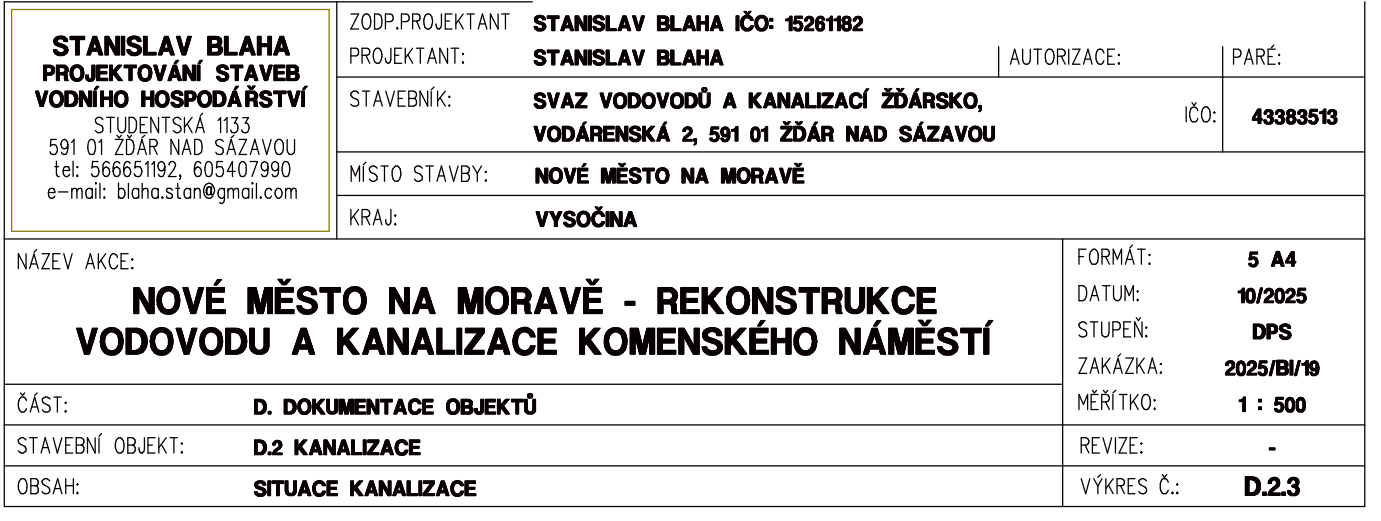 STANISLAV BLAHA
PROJEKTOVÁNÍ STAVEB
VODNÍHO HOSPODÁŘSTVÍ
STUDENTSKÁ 1133
591 01 ŽĎÁR NAD SÁZAVOU
tel: 566651192, 605407990
e-mail: blaha.stan@gmail.com
ZODP.PROJEKTANT STANISLAV BLAHA IČO: 15261182
PROJEKTANT: STANISLAV BLAHA AUTORIZACE: PARÉ:
STAVEBNÍK: SVAZ VODOVODŮ A KANALIZACÍ ŽĎÁRSKO,
VODÁRENSKÁ 2, 591 01 ŽĎÁR NAD SÁZAVOU IČO: 43383513
MÍSTO STAVBY: NOVÉ MĚSTO NA MORAVĚ
KRAJ: VYSOČINA
NÁZEV AKCE:
NOVÉ MĚSTO NA MORAVĚ - REKONSTRUKCE
VODOVODU A KANALIZACE KOMENSKÉHO NÁMĚSTÍ
FORMÁT: 5 A4
DATUM: 10/2025
STUPEŇ: DPS
ZAKÁZKA: 2025/Bl/19
MĚŘÍTKO: 1 : 500
ČÁST: D. DOKUMENTACE OBJEKTŮ
STAVEBNÍ OBJEKT: D.2 KANALIZACE
REVIZE: -
OBSAH: SITUACE KANALIZACE
VÝKRES Č.: D.2.3